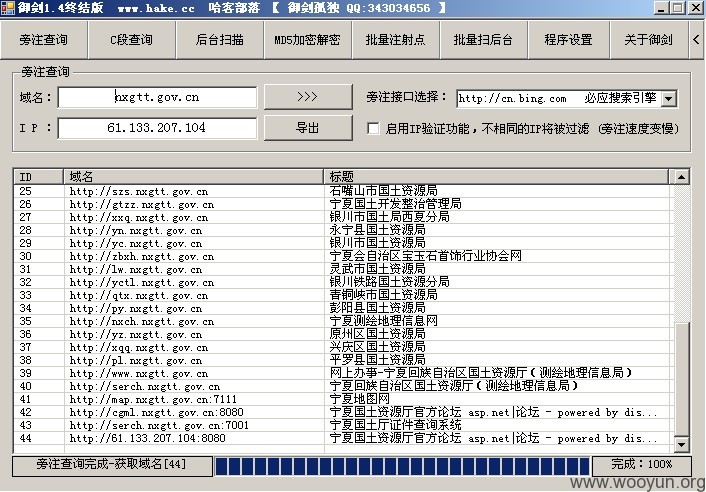 御剑1.4终结版 www.hake.cc 哈客部落 【 御剑孤独 QQ:343034656 】
旁注查询 C段查询 后台扫描 MD5加密解密 批量注射点 批量扫后台 程序设置 关于御剑 <
旁注查询
域名: nxgtt.gov.cn >>> 旁注接口选择: http://cn.bing.com 必应搜索引擎
I P : 61.133.207.104 导出 启用IP验证功能,不相同的IP将被过滤 (旁注速度变慢)
ID 域名 标题
25 http://szs.nxgtt.gov.cn 石嘴山市国土资源局
26 http://gtzz.nxgtt.gov.cn 宁夏国土开发整治管理局
27 http://xxq.nxgtt.gov.cn 银川市国土局西夏分局
28 http://yn.nxgtt.gov.cn 永宁县国土资源局
29 http://yc.nxgtt.gov.cn 银川市国土资源局
30 http://zbxh.nxgtt.gov.cn 宁夏会自治区宝玉石首饰行业协会网
31 http://lw.nxgtt.gov.cn 灵武市国土资源局
32 http://yctl.nxgtt.gov.cn 银川铁路国土资源分局
33 http://qtx.nxgtt.gov.cn 青铜峡市国土资源局
34 http://py.nxgtt.gov.cn 彭阳县国土资源局
35 http://nxch.nxgtt.gov.cn 宁夏测绘地理信息网
36 http://yz.nxgtt.gov.cn 原州区国土资源局
37 http://xqq.nxgtt.gov.cn 兴庆区国土资源局
38 http://pl.nxgtt.gov.cn 平罗县国土资源局
39 http://www.nxgtt.gov.cn 网上办事-宁夏回族自治区国土资源厅(测绘地理信息局)
40 http://serch.nxgtt.gov.cn 宁夏回族自治区国土资源厅(测绘地理信息局)
41 http://map.nxgtt.gov.cn:7111 宁夏地图网
42 http://cgml.nxgtt.gov.cn:8080 宁夏国土资源厅官方论坛 asp.net|论坛 - powered by dis...
43 http://serch.nxgtt.gov.cn:7001 宁夏国土厅证件查询系统
44 http://61.133.207.104:8080 宁夏国土资源厅官方论坛 asp.net|论坛 - powered by dis...
旁注查询完成-获取域名[44] 完成:100%
www.wooyun.org